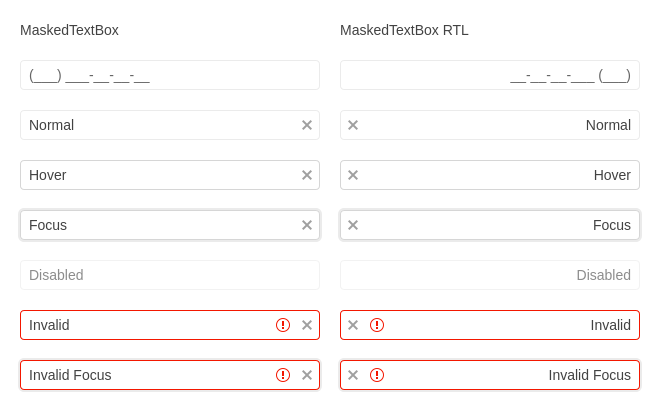 MaskedTextBox MaskedTextBox RTL
(___) ___-__-__-__ __-__-__-___ (___)
Normal Normal
Hover Hover
Focus Focus
Disabled Disabled
Invalid Invalid
Invalid Focus Invalid Focus